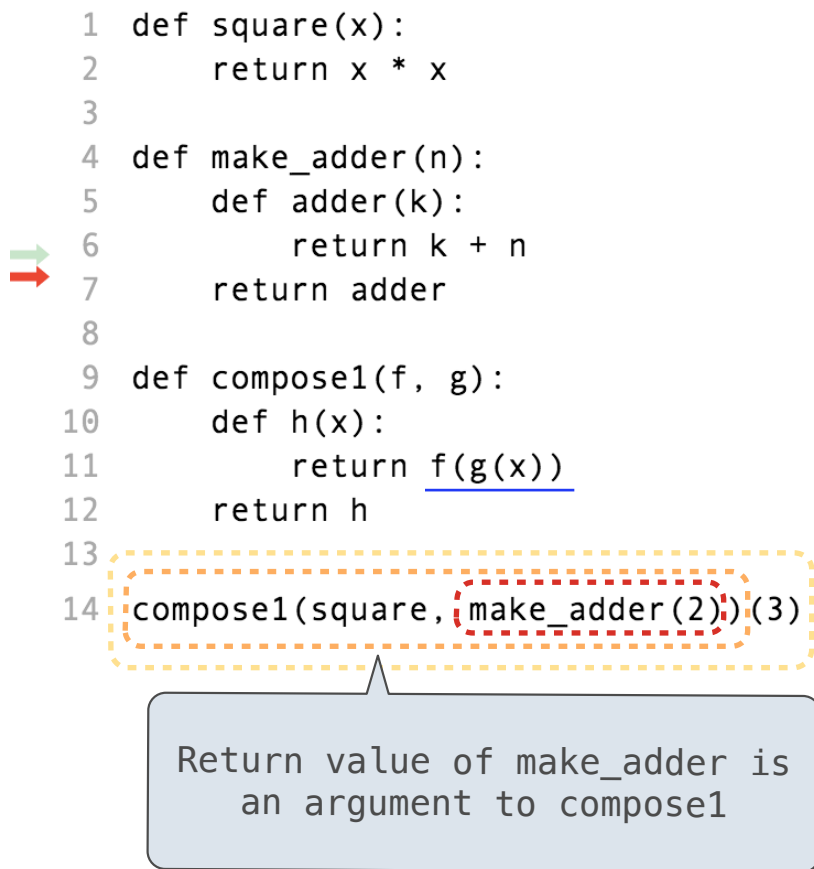 1 def square(x):
2     return x * x
3
4 def make_adder(n):
5     def adder(k):
6         return k + n
7     return adder
8
9 def compose1(f, g):
10     def h(x):
11         return f(g(x))
12     return h
13
14 compose1(square, make_adder(2))(3)
Return value of make_adder is
an argument to compose1